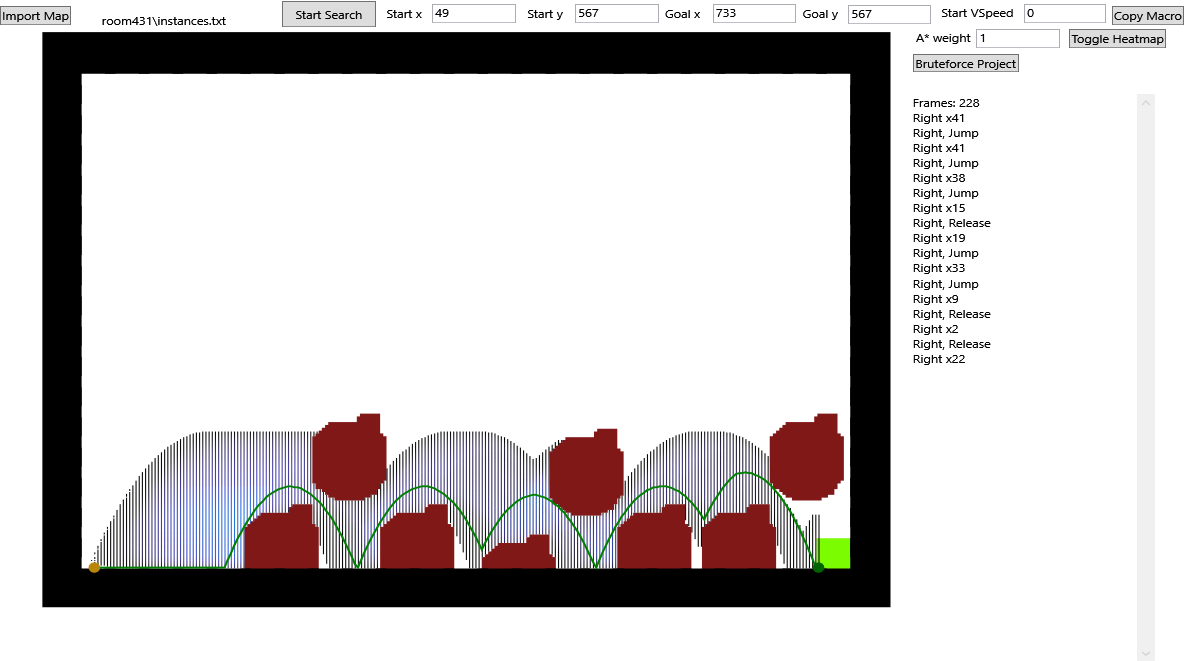 Import Map room431\instances.txt Start Search Start x 49 Start y 567 Goal x 733 Goal y 567 Start VSpeed 0 Copy Macro
A* weight 1 Toggle Heatmap
Bruteforce Project
Frames: 228
Right x41
Right, Jump
Right x41
Right, Jump
Right x38
Right, Jump
Right x15
Right, Release
Right x19
Right, Jump
Right x33
Right, Jump
Right x9
Right, Release
Right x2
Right, Release
Right x22